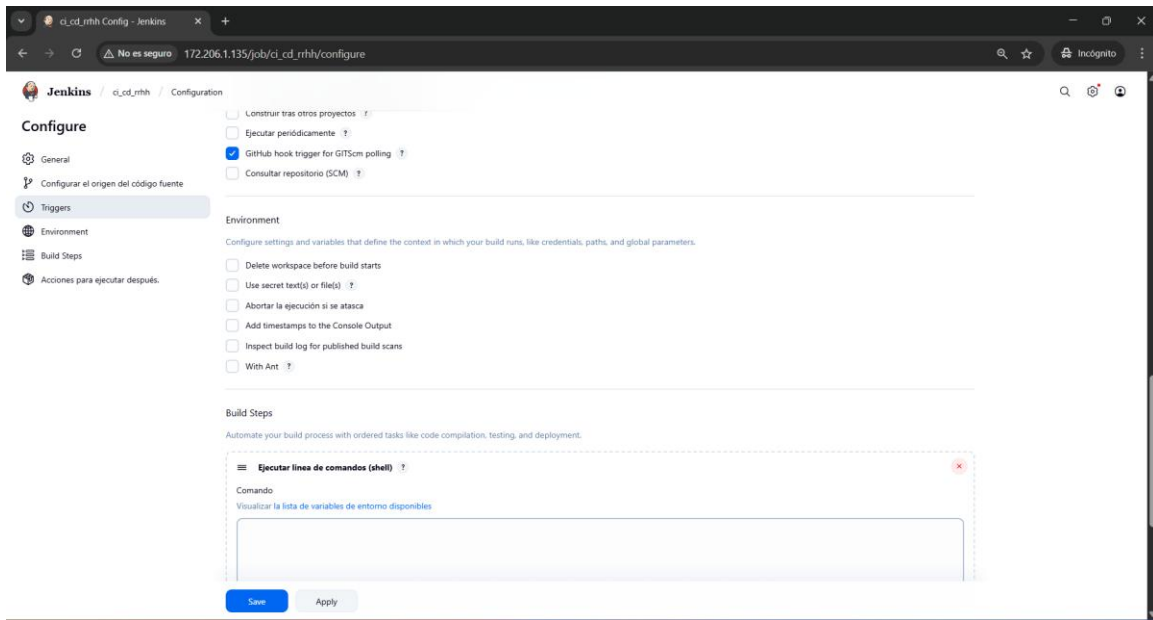 ci_cd_rrhh Config - Jenkins
No es seguro 172.206.1.135/job/ci_cd_rrhh/configure
Incógnito
Jenkins / ci_cd_rrhh / Configuration
Configure
General
Configurar el origen del código fuente
Triggers
Environment
Build Steps
Acciones para ejecutar después.
Construir tras otros proyectos ?
Ejecutar periódicamente ?
GitHub hook trigger for GITScm polling ?
Consultar repositorio (SCM) ?
Environment
Configure settings and variables that define the context in which your build runs, like credentials, paths, and global parameters.
Delete workspace before build starts
Use secret text(s) or file(s) ?
Abortar la ejecución si se atasca
Add timestamps to the Console Output
Inspect build log for published build scans
With Ant ?
Build Steps
Automate your build process with ordered tasks like code compilation, testing, and deployment.
Ejecutar linea de comandos (shell) ?
Comando
Visualizar la lista de variables de entorno disponibles
Save Apply